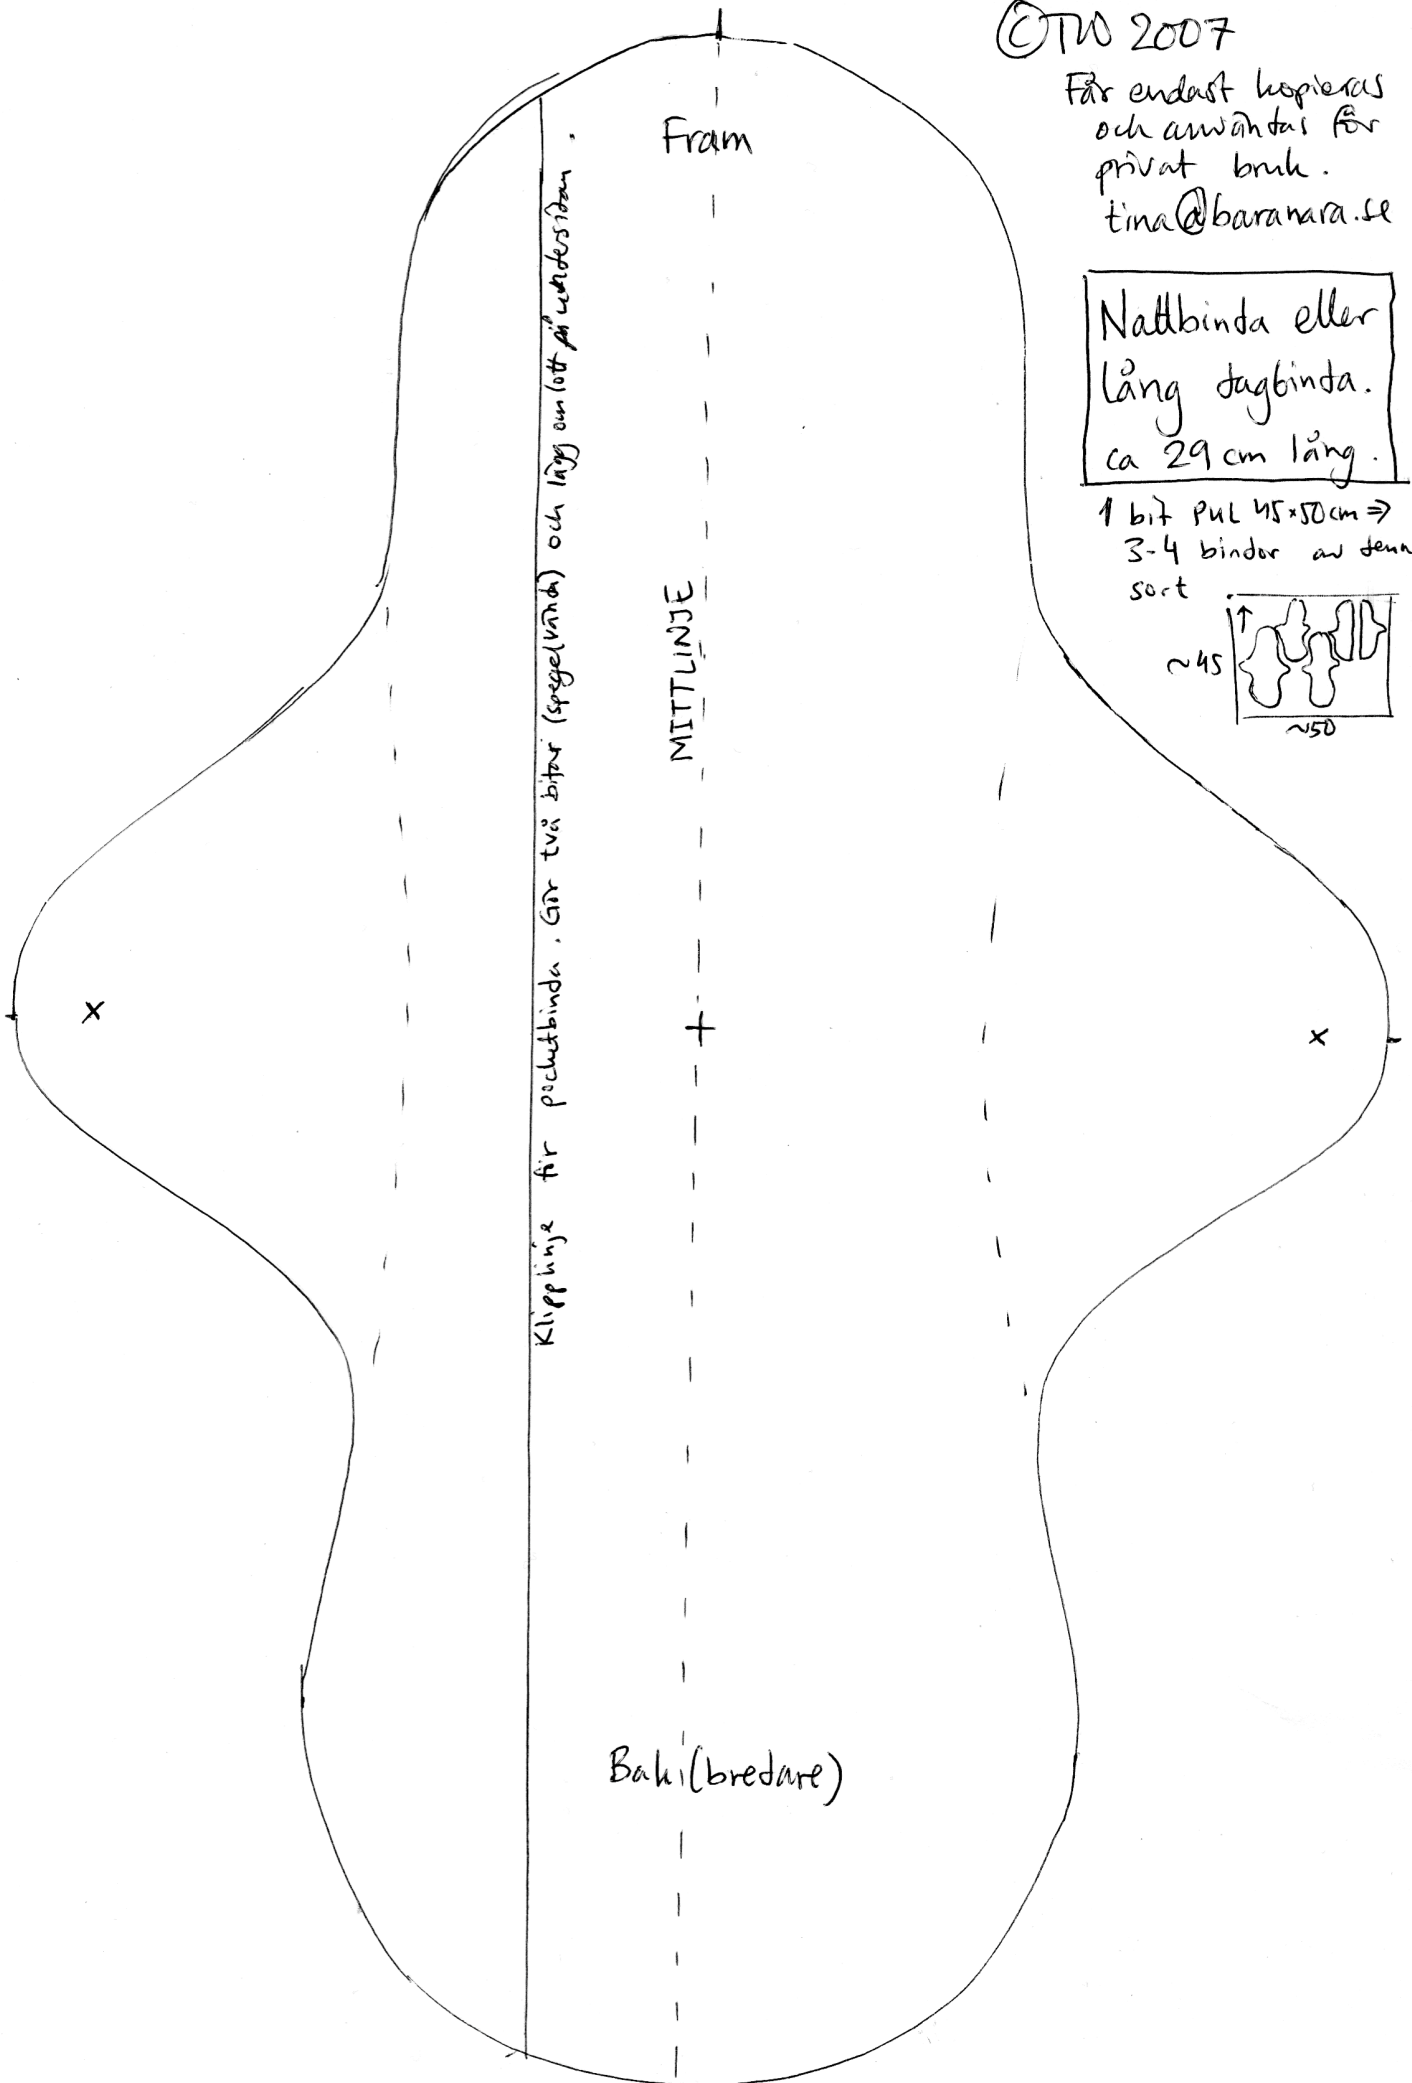 ©TW 2007
Får endast kopieras
och användas för
privat bruk.
tina@baranara.se
Fram
Nattbinda eller
lång dagbinda.
ca 29 cm lång.
1 bit PUL 45×50cm ⇒
3-4 bindor av denn
sort
~45
~50
MITTLINJE
Klipplinje för pocketbinda. Gör två bitar (spegelvända) och lägg omlott på undersidan.
x
x
Bak (bredare)